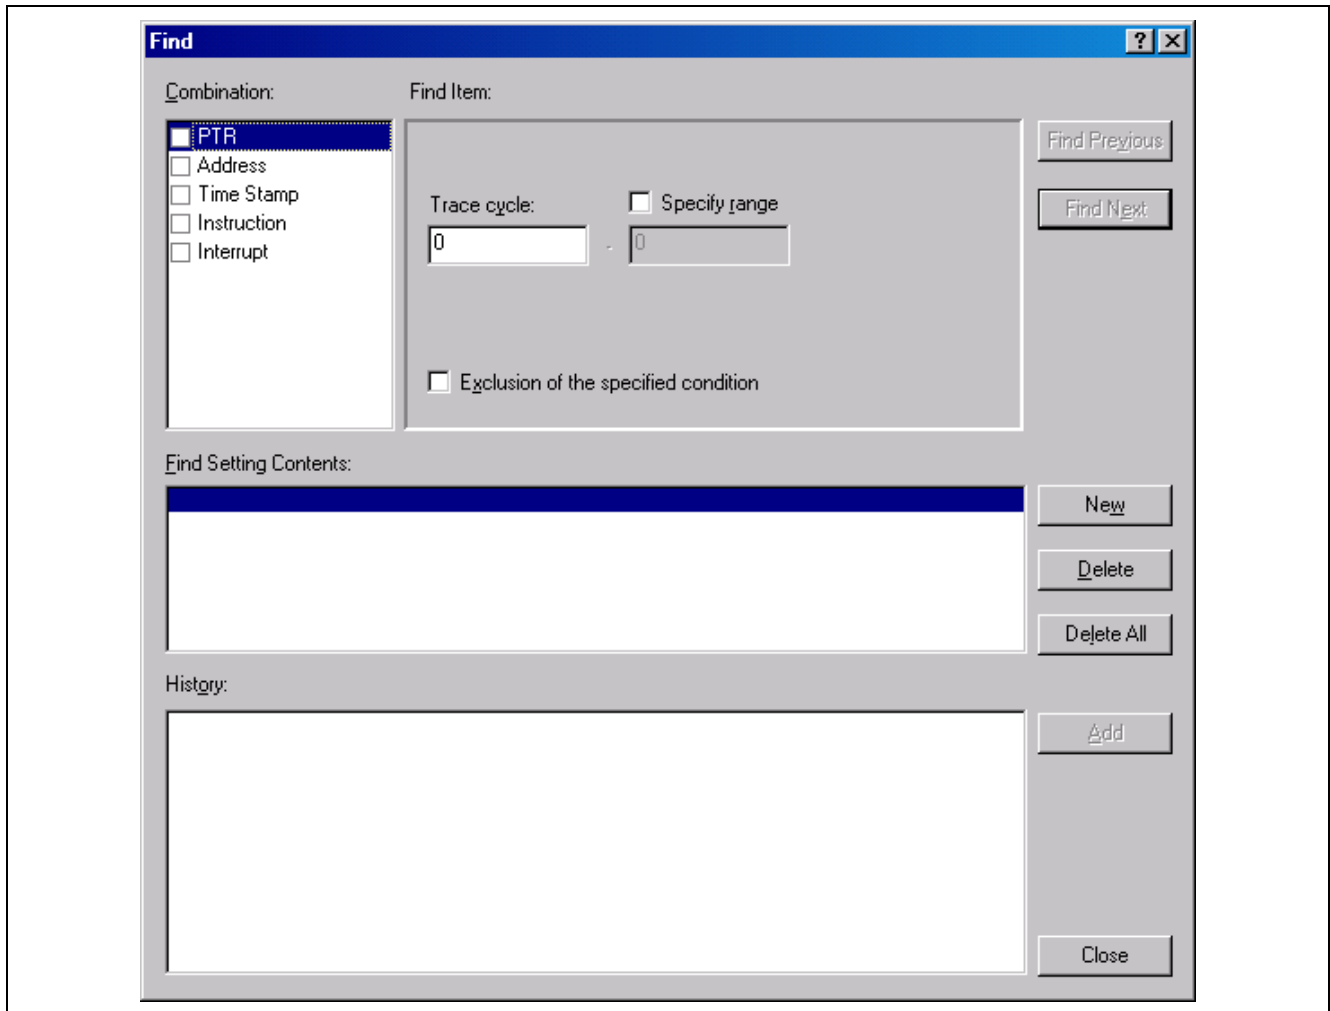 Find
Combination:
Find Item:
PTR
Address
Time Stamp
Instruction
Interrupt
Trace cycle:
Specify range
0
-
0
Exclusion of the specified condition
Find Previous
Find Next
Find Setting Contents:
New
Delete
Delete All
History:
Add
Close